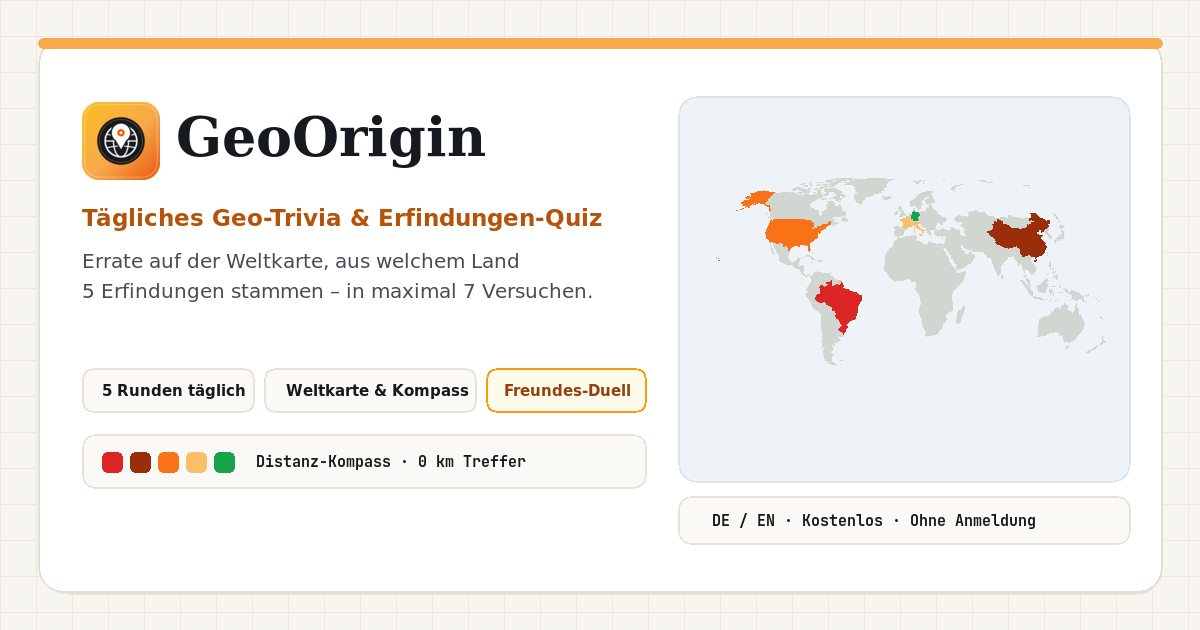 GeoOrigin
Tägliches Geo-Trivia & Erfindungen-Quiz
Errate auf der Weltkarte, aus welchem Land
5 Erfindungen stammen – in maximal 7 Versuchen.
5 Runden täglich
Weltkarte & Kompass
Freundes-Duell
Distanz-Kompass · 0 km Treffer
DE / EN · Kostenlos · Ohne Anmeldung